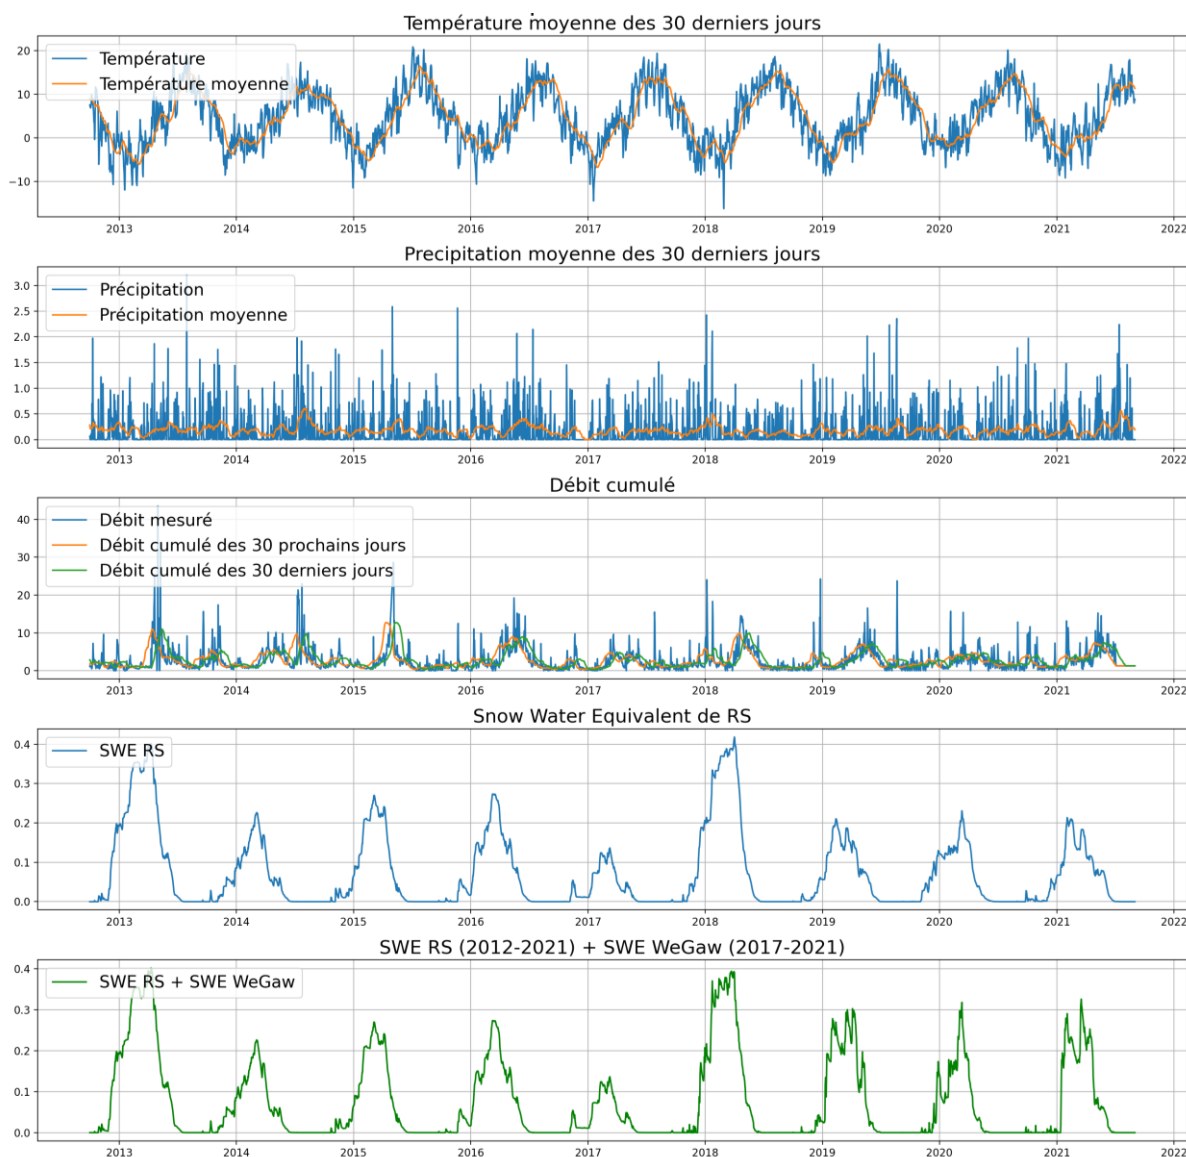 Température moyenne des 30 derniers jours
20
10
0
−10
Température
Température moyenne
2013 2014 2015 2016 2017 2018 2019 2020 2021 2022
Precipitation moyenne des 30 derniers jours
3.0
2.5
2.0
1.5
1.0
0.5
0.0
Précipitation
Précipitation moyenne
2013 2014 2015 2016 2017 2018 2019 2020 2021 2022
Débit cumulé
40
30
20
10
0
Débit mesuré
Débit cumulé des 30 prochains jours
Débit cumulé des 30 derniers jours
2013 2014 2015 2016 2017 2018 2019 2020 2021 2022
Snow Water Equivalent de RS
0.4
0.3
0.2
0.1
0.0
SWE RS
2013 2014 2015 2016 2017 2018 2019 2020 2021 2022
SWE RS (2012-2021) + SWE WeGaw (2017-2021)
0.4
0.3
0.2
0.1
0.0
SWE RS + SWE WeGaw
2013 2014 2015 2016 2017 2018 2019 2020 2021 2022